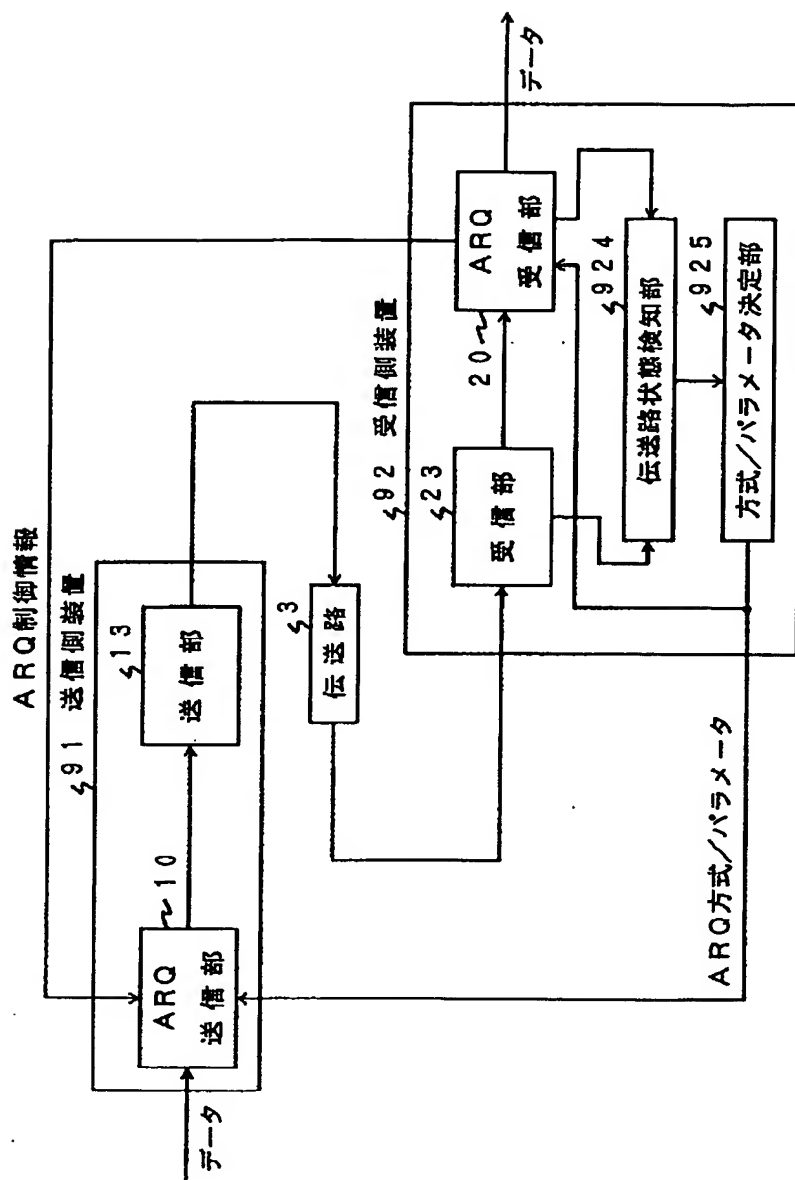 ARQ制御情報
91 送信側装置
データ
ARQ
送信部
10
送信部
13
伝送路
3
92 受信側装置
受信部
23
20
ARQ
受信部
データ
伝送路状態検知部
924
方式/パラメータ決定部
925
ARQ方式/パラメータ